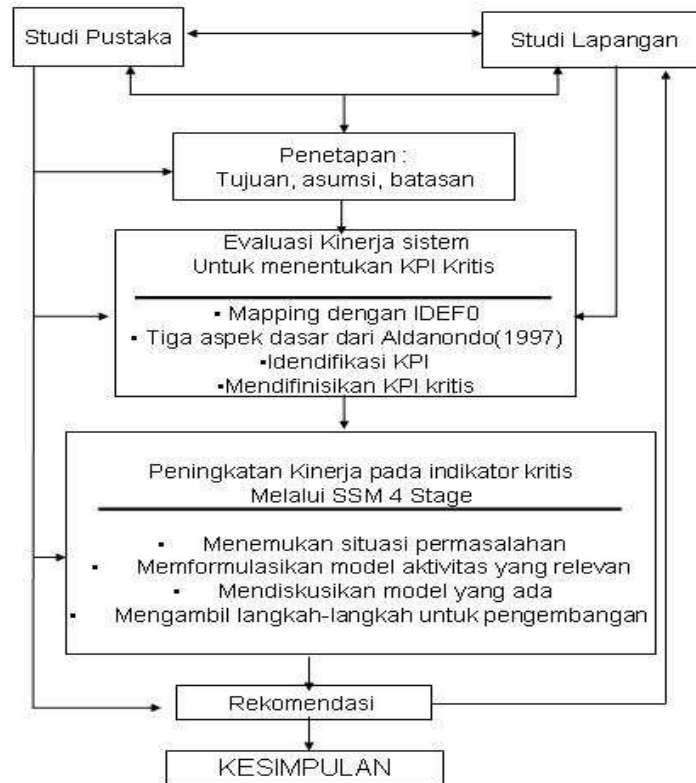 Studi Pustaka
Studi Lapangan
Penetapan :
Tujuan, asumsi, batasan
Evaluasi Kinerja sistem
Untuk menentukan KPI Kritis
▪ Mapping dengan IDEF0
▪ Tiga aspek dasar dari Aldanondo(1997)
▪Idendifikasi KPI
▪Mendifinisikan KPI kritis
Peningkatan Kinerja pada indikator kritis
Melalui SSM 4 Stage
▪ Menemukan situasi permasalahan
▪ Memformulasikan model aktivitas yang relevan
▪ Mendiskusikan model yang ada
▪ Mengambil langkah-langkah untuk pengembangan
Rekomendasi
KESIMPULAN